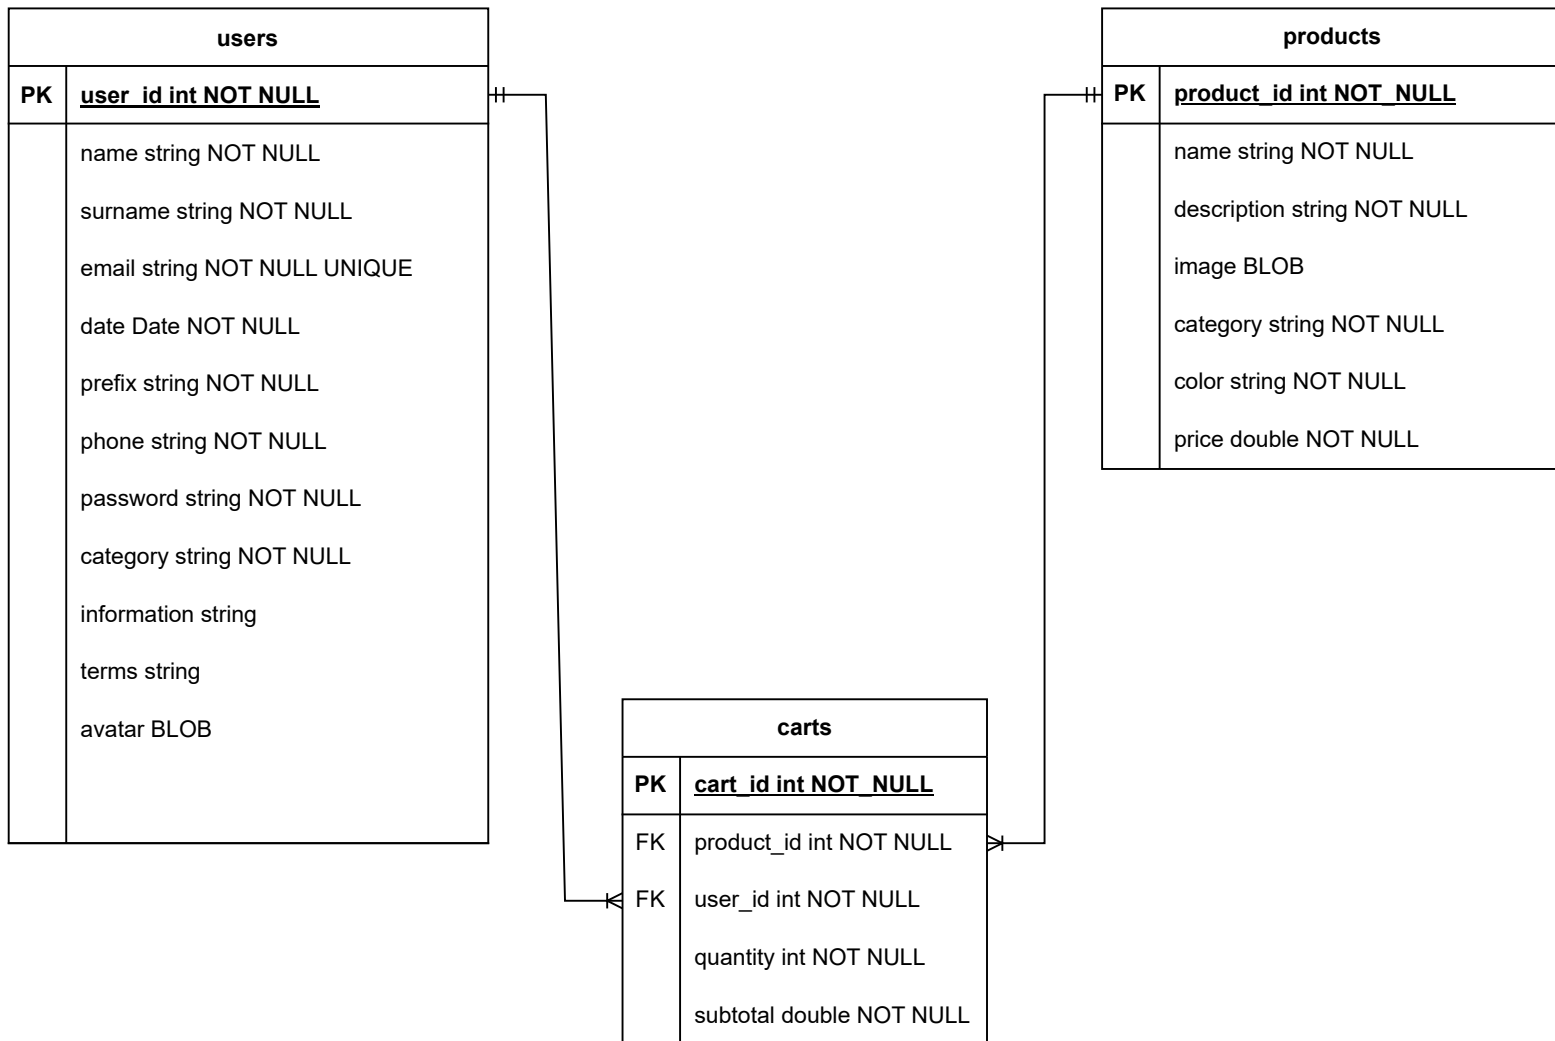 users
PK user_id int NOT NULL
name string NOT NULL
surname string NOT NULL
email string NOT NULL UNIQUE
date Date NOT NULL
prefix string NOT NULL
phone string NOT NULL
password string NOT NULL
category string NOT NULL
information string
terms string
avatar BLOB
products
PK product_id int NOT_NULL
name string NOT NULL
description string NOT NULL
image BLOB
category string NOT NULL
color string NOT NULL
price double NOT NULL
carts
PK cart_id int NOT_NULL
FK product_id int NOT NULL
FK user_id int NOT NULL
quantity int NOT NULL
subtotal double NOT NULL